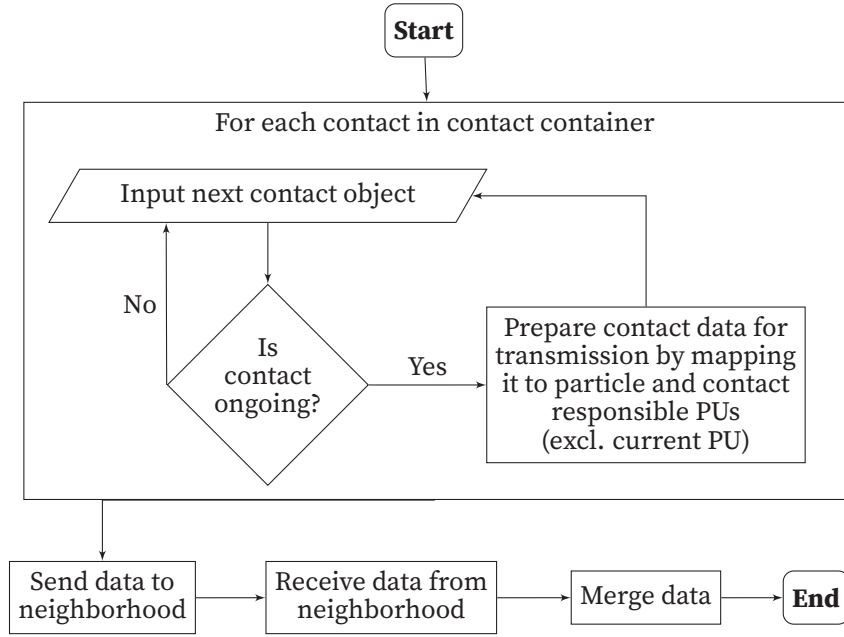 Start
For each contact in contact container
Input next contact object
No
Is
contact
ongoing?
Yes
Prepare contact data for
transmission by mapping
it to particle and contact
responsible PUs
(excl. current PU)
Send data to
neighborhood
Receive data from
neighborhood
Merge data
End